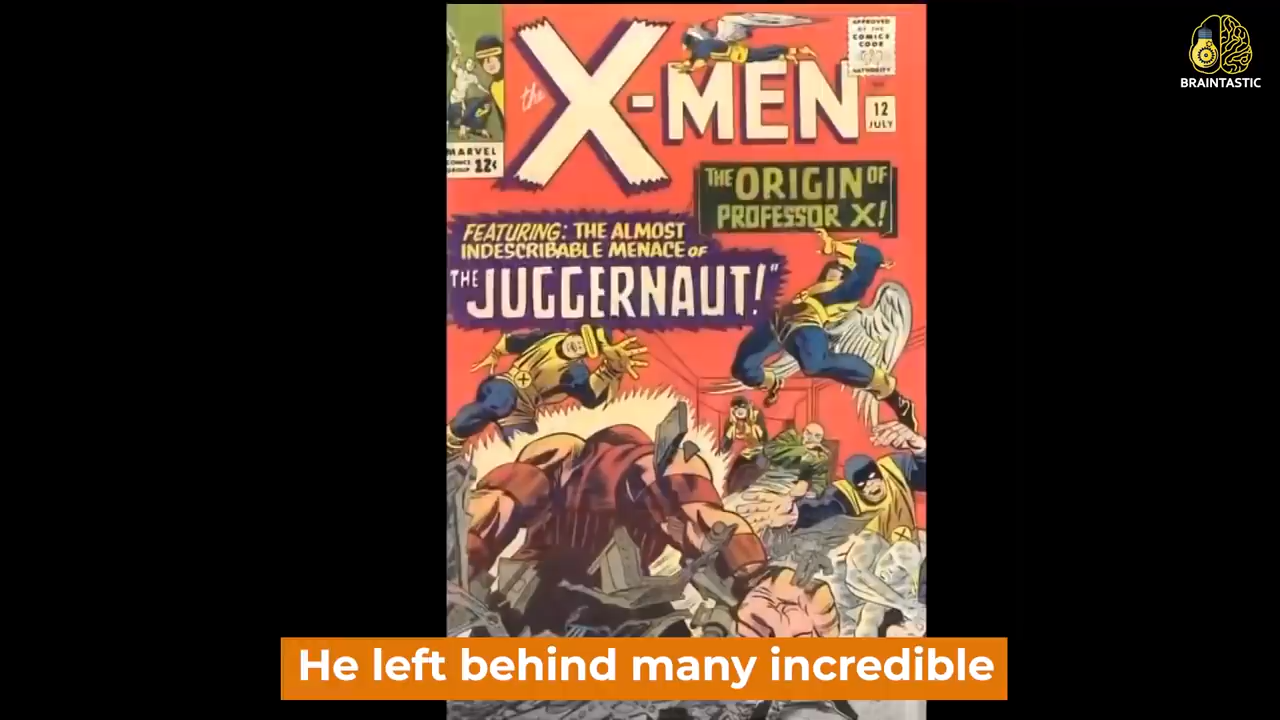 APPROVED
OF THE
COMICS
CODE
AUTHORITY
the X-MEN
12
JULY
MARVEL
COMICS
GROUP 12¢
THE ORIGIN OF
PROFESSOR X!
FEATURING: THE ALMOST
INDESCRIBABLE MENACE OF
THE JUGGERNAUT!"
BRAINTASTIC
He left behind many incredible